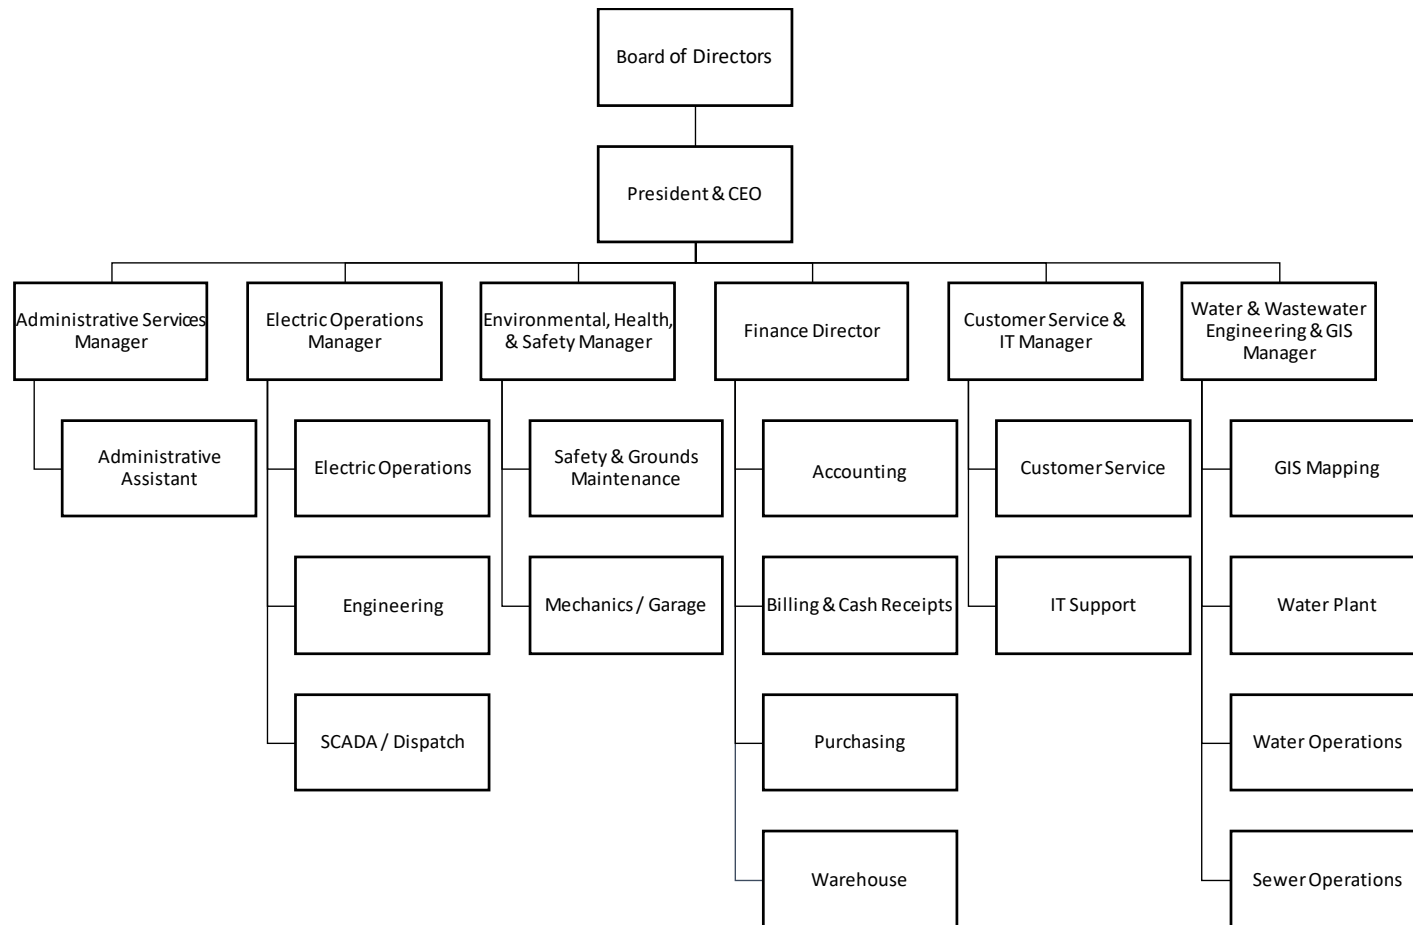 Board of Directors
President & CEO
Administrative Services
Manager
Electric Operations
Manager
Environmental, Health,
& Safety Manager
Finance Director
Customer Service &
IT Manager
Water & Wastewater
Engineering & GIS
Manager
Administrative
Assistant
Electric Operations
Safety & Grounds
Maintenance
Accounting
Customer Service
GIS Mapping
Engineering
Mechanics / Garage
Billing & Cash Receipts
IT Support
Water Plant
SCADA / Dispatch
Purchasing
Water Operations
Warehouse
Sewer Operations